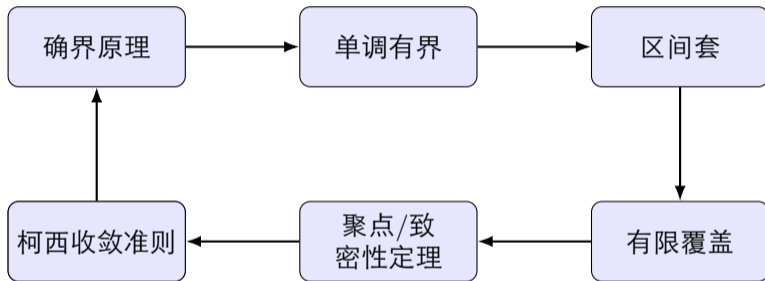 确界原理
单调有界
区间套
柯西收敛准则
聚点/致
密性定理
有限覆盖